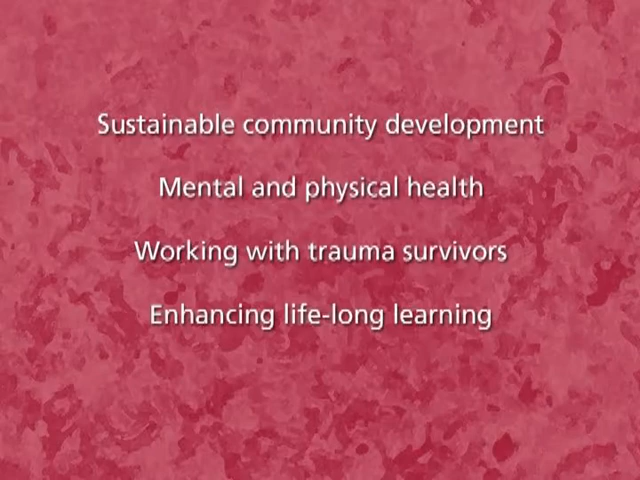 Sustainable community development
Mental and physical health
Working with trauma survivors
Enhancing life-long learning